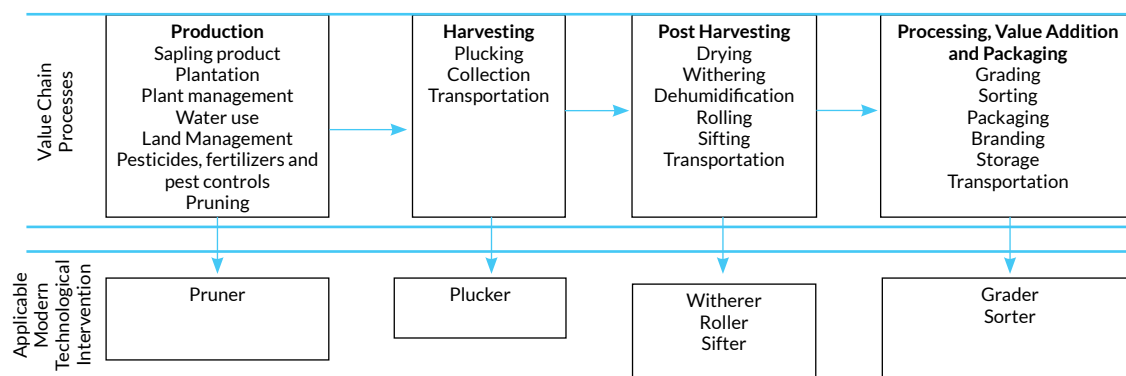 Value Chain
Processes
Production
Sapling product
Plantation
Plant management
Water use
Land Management
Pesticides, fertilizers and
pest controls
Pruning
Harvesting
Plucking
Collection
Transportation
Post Harvesting
Drying
Withering
Dehumidification
Rolling
Sifting
Transportation
Processing, Value Addition
and Packaging
Grading
Sorting
Packaging
Branding
Storage
Transportation
Applicable
Modern
Technological
Intervention
Pruner
Plucker
Witherer
Roller
Sifter
Grader
Sorter